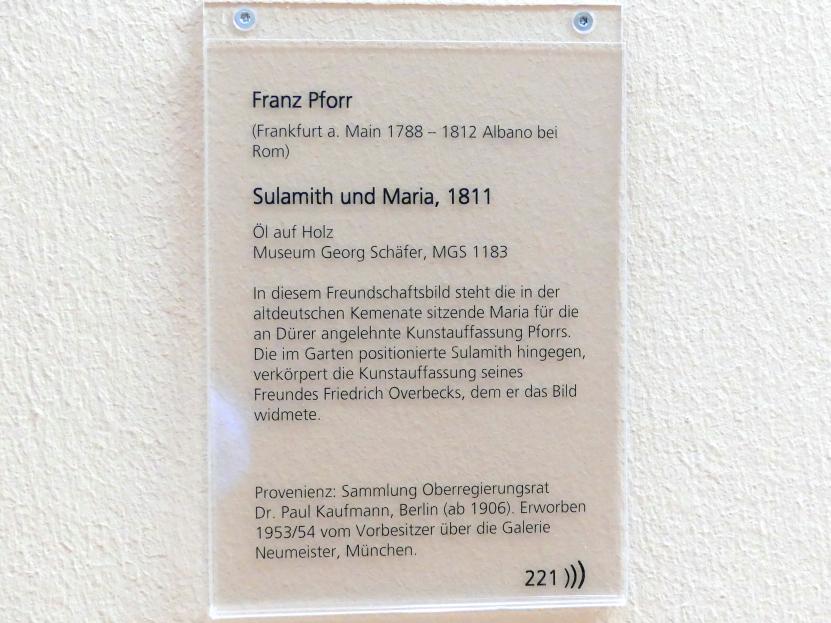 Franz Pforr
(Frankfurt a. Main 1788 – 1812 Albano bei
Rom)
Sulamith und Maria, 1811
Öl auf Holz
Museum Georg Schäfer, MGS 1183
In diesem Freundschaftsbild steht die in der
altdeutschen Kemenate sitzende Maria für die
an Dürer angelehnte Kunstauffassung Pforrs.
Die im Garten positionierte Sulamith hingegen,
verkörpert die Kunstauffassung seines
Freundes Friedrich Overbecks, dem er das Bild
widmete.
Provenienz: Sammlung Oberregierungsrat
Dr. Paul Kaufmann, Berlin (ab 1906). Erworben
1953/54 vom Vorbesitzer über die Galerie
Neumeister, München.
221